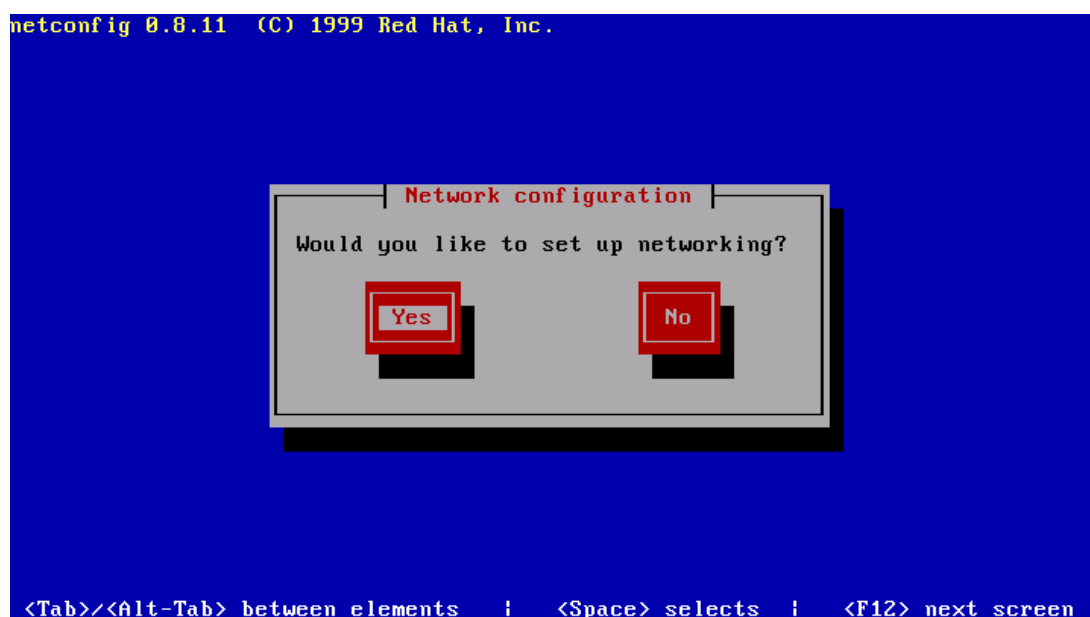 netconfig 0.8.11  (C) 1999 Red Hat, Inc.
Network configuration
Would you like to set up networking?
Yes No
<Tab>/<Alt-Tab> between elements | <Space> selects | <F12> next screen